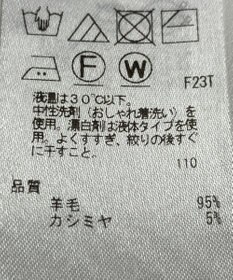 F W F23T
液温は30℃以下。
中性洗剤（おしゃれ着洗い）を
使用。漂白剤は液体タイプを使
用。よくすすぎ、絞りの後すぐ
に干すこと。
110
品質
羊毛 95%
カシミヤ 5%